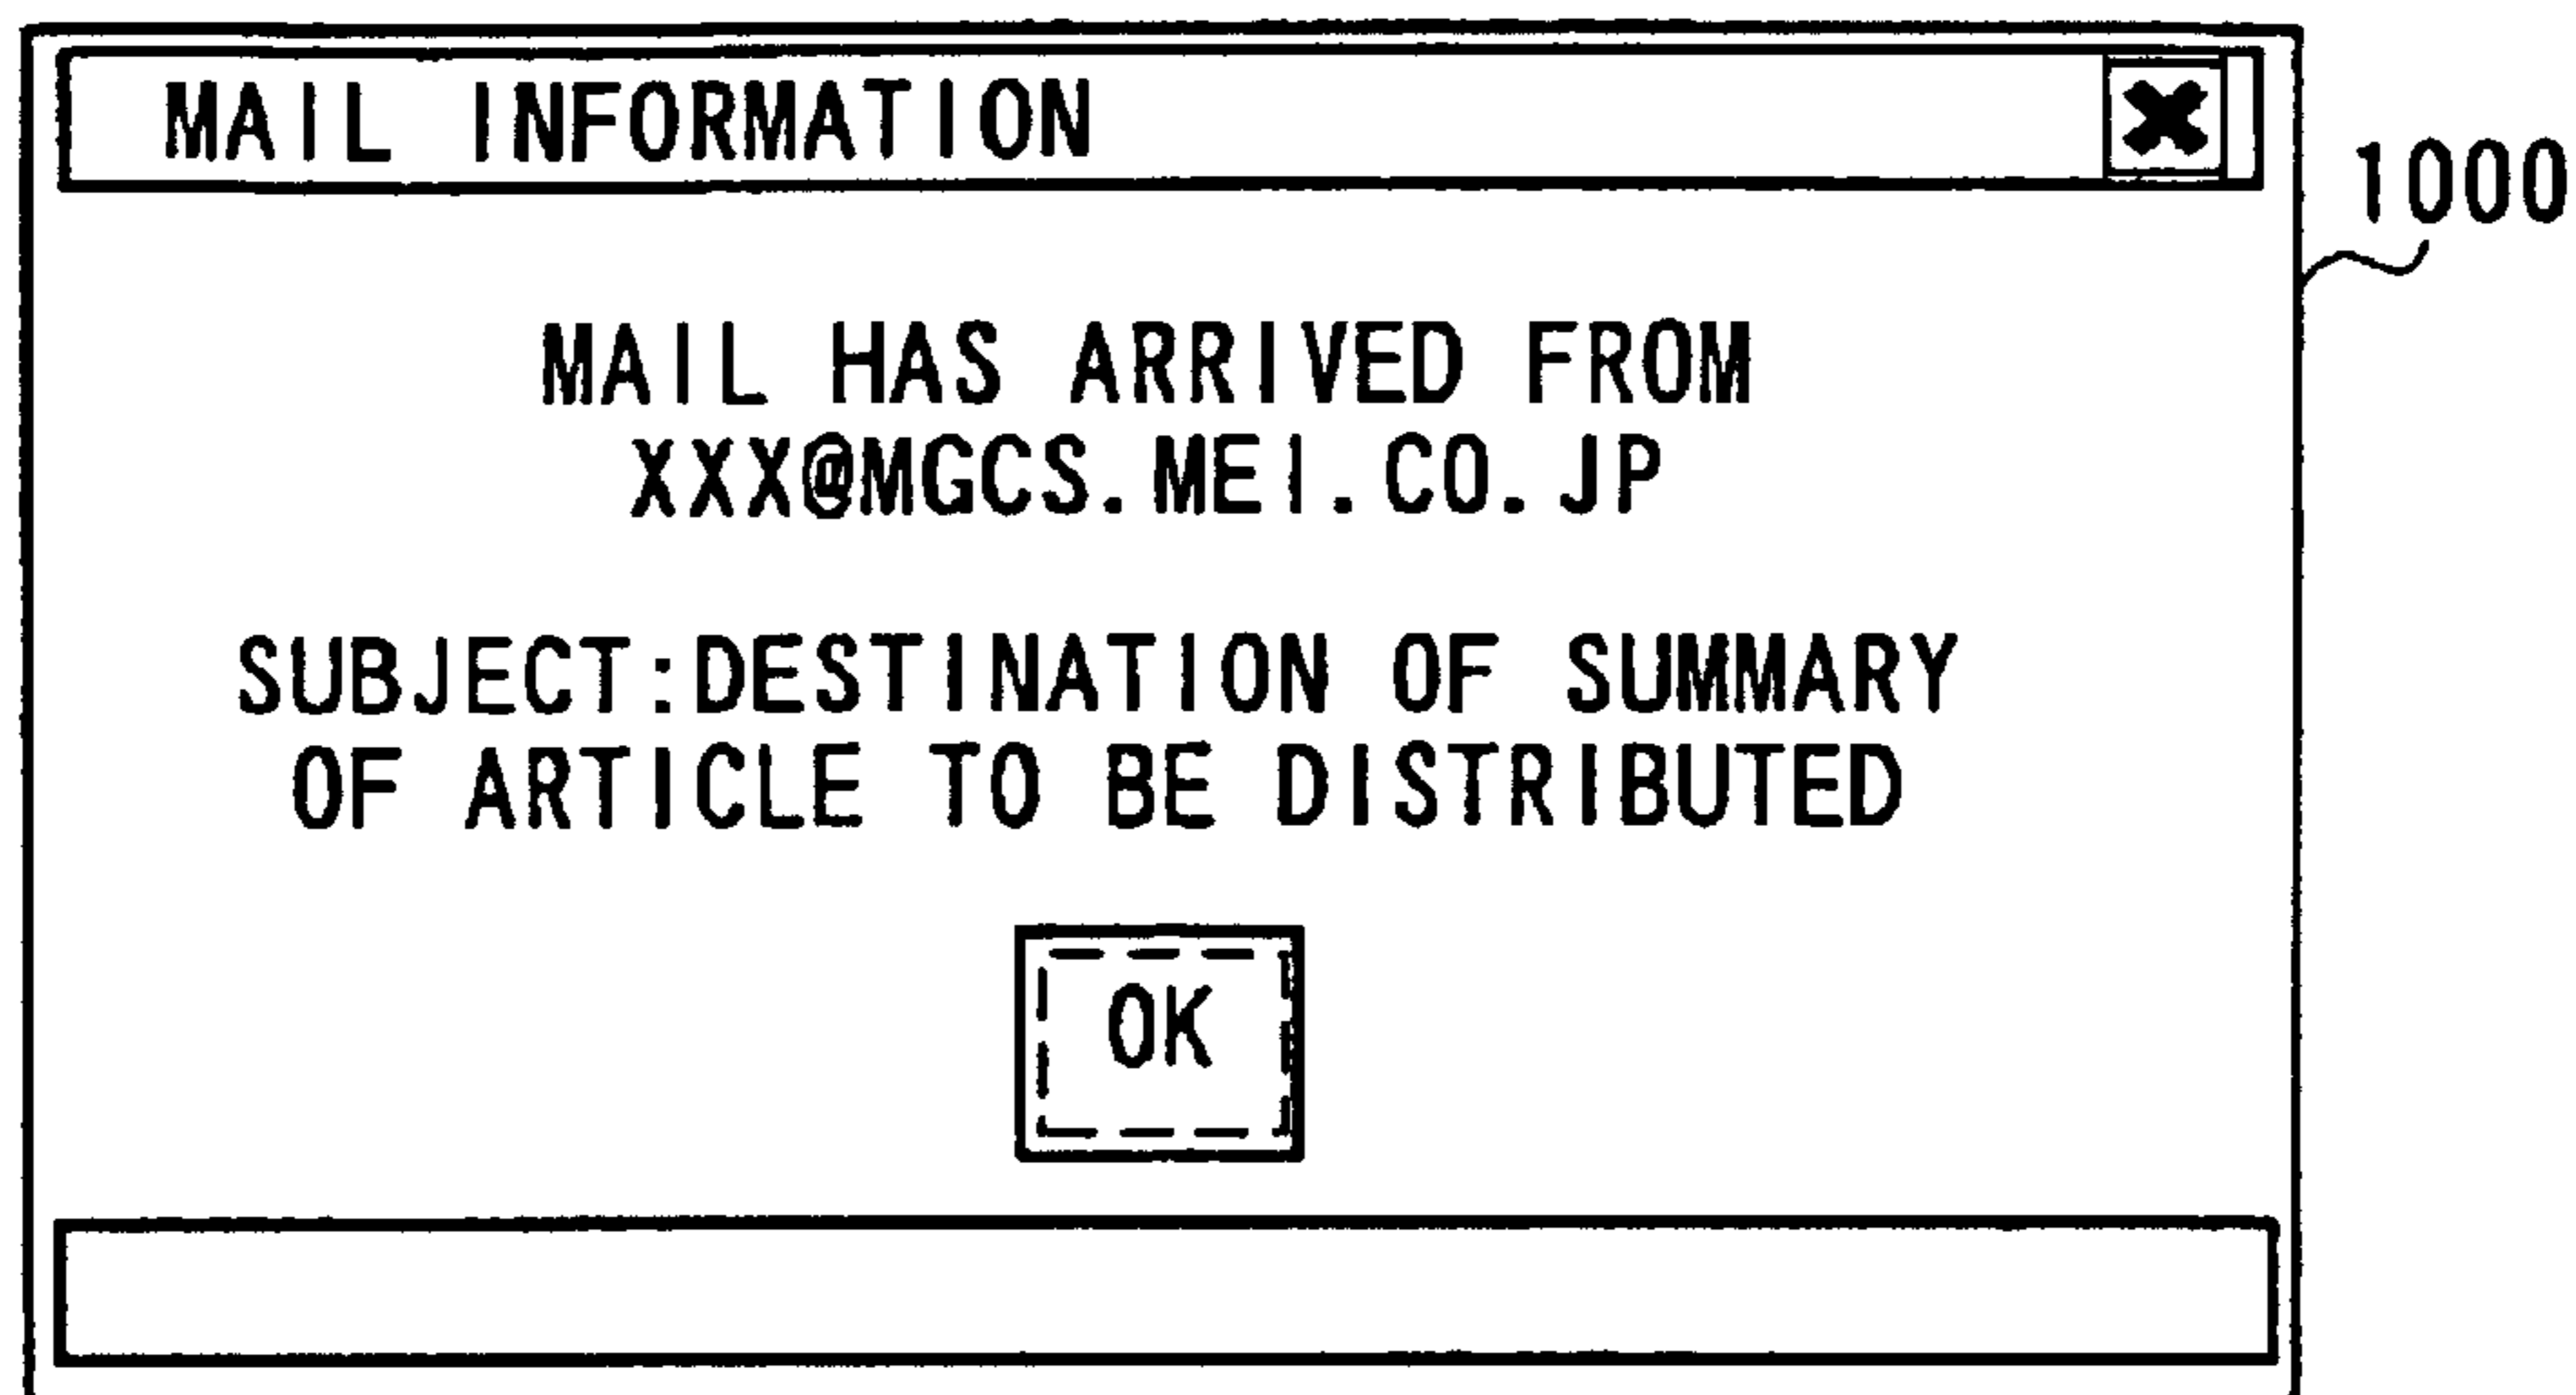 MAIL INFORMATION
1000
MAIL HAS ARRIVED FROM
XXX@MGCS.MEI.CO.JP
SUBJECT:DESTINATION OF SUMMARY
OF ARTICLE TO BE DISTRIBUTED
OK